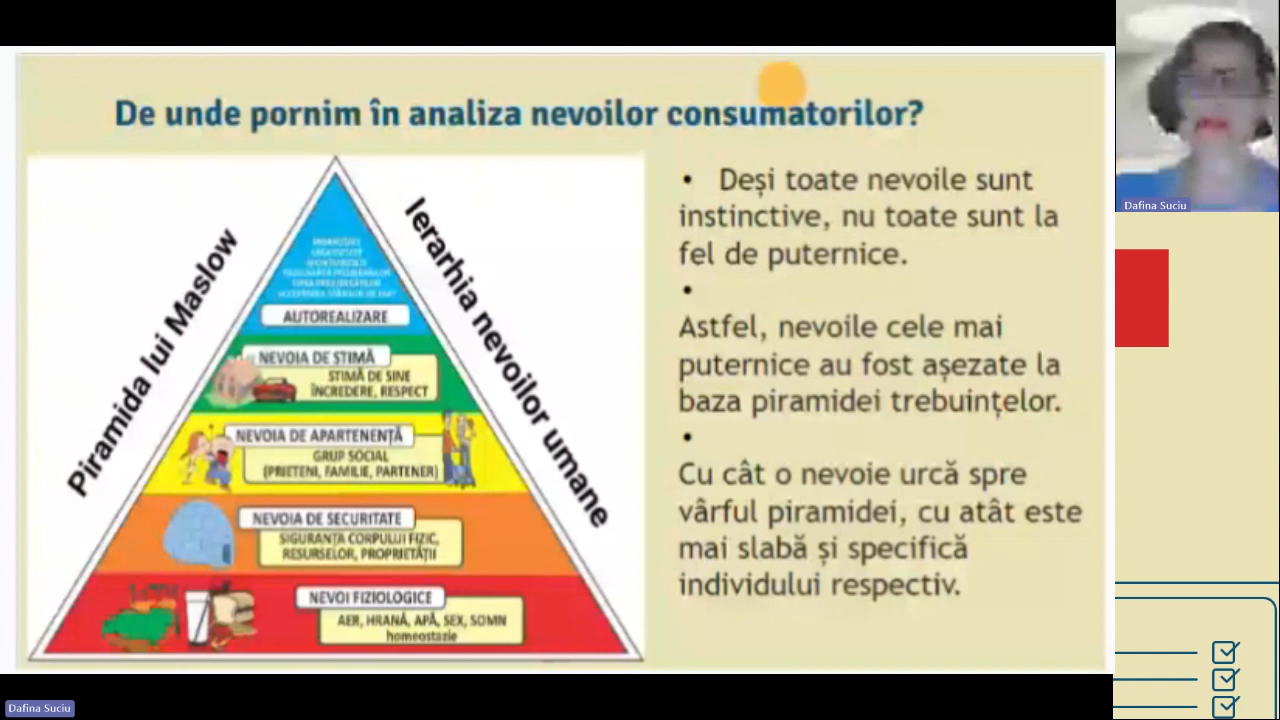 De unde pornim în analiza nevoilor consumatorilor?
Piramida lui Maslow
Ierarhia nevoilor umane
AUTOREALIZARE
NEVOIA DE STIMĂ
STIMĂ DE SINE
ÎNCREDERE, RESPECT
NEVOIA DE APARTENENȚĂ
GRUP SOCIAL
(PRIETENI, FAMILIE, PARTENER)
NEVOIA DE SECURITATE
SIGURANȚA CORPULUI FIZIC,
RESURSELOR, PROPRIETĂȚII
NEVOI FIZIOLOGICE
AER, HRANĂ, APĂ, SEX, SOMN
homeostazie
• Deși toate nevoile sunt
instinctive, nu toate sunt la
fel de puternice.
•
Astfel, nevoile cele mai
puternice au fost așezate la
baza piramidei trebuințelor.
•
Cu cât o nevoie urcă spre
vârful piramidei, cu atât este
mai slabă și specifică
individului respectiv.
Dafina Suciu
Dafina Suciu